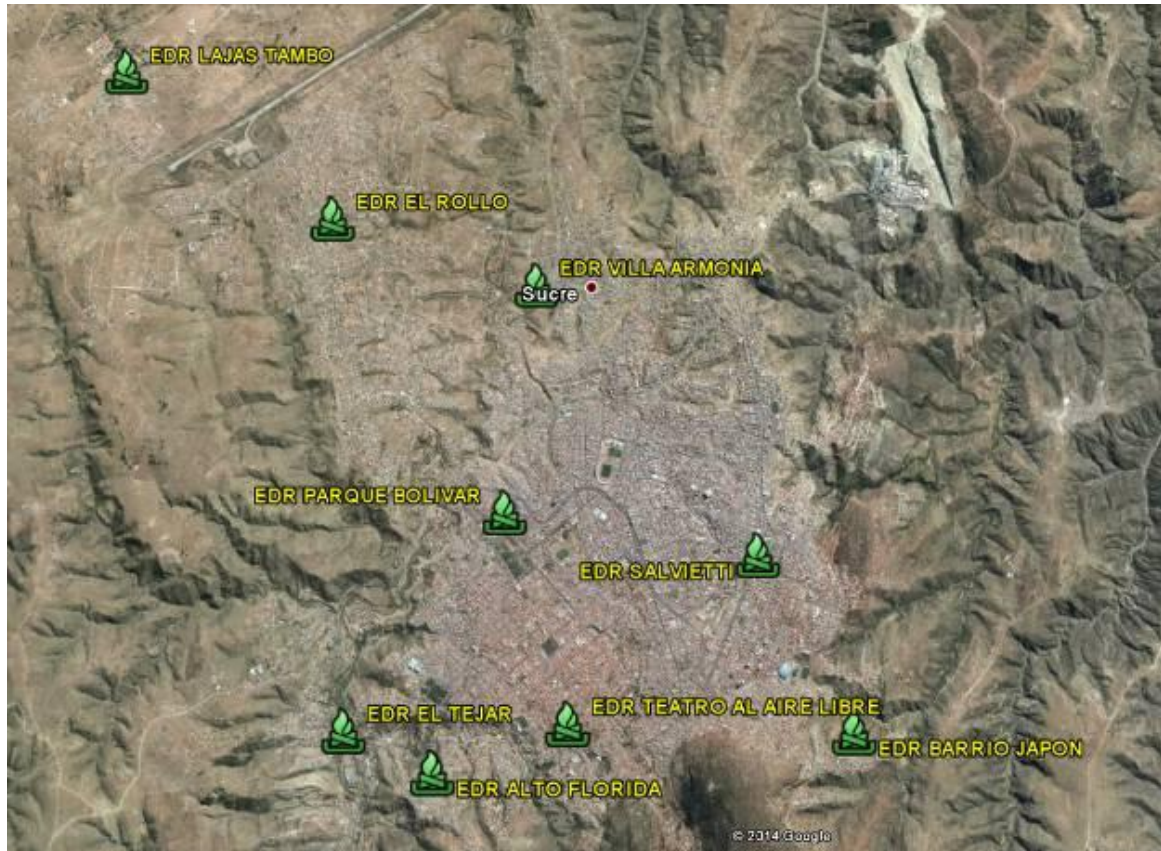 EDR LAJAS TAMBO
EDR EL ROLLO
EDR VILLA ARMONIA
Sucre
EDR PARQUE BOLIVAR
EDR SALVIETTI
EDR EL TEJAR
EDR TEATRO AL AIRE LIBRE
EDR BARRIO JAPON
EDR ALTO FLORIDA
© 2014 Google